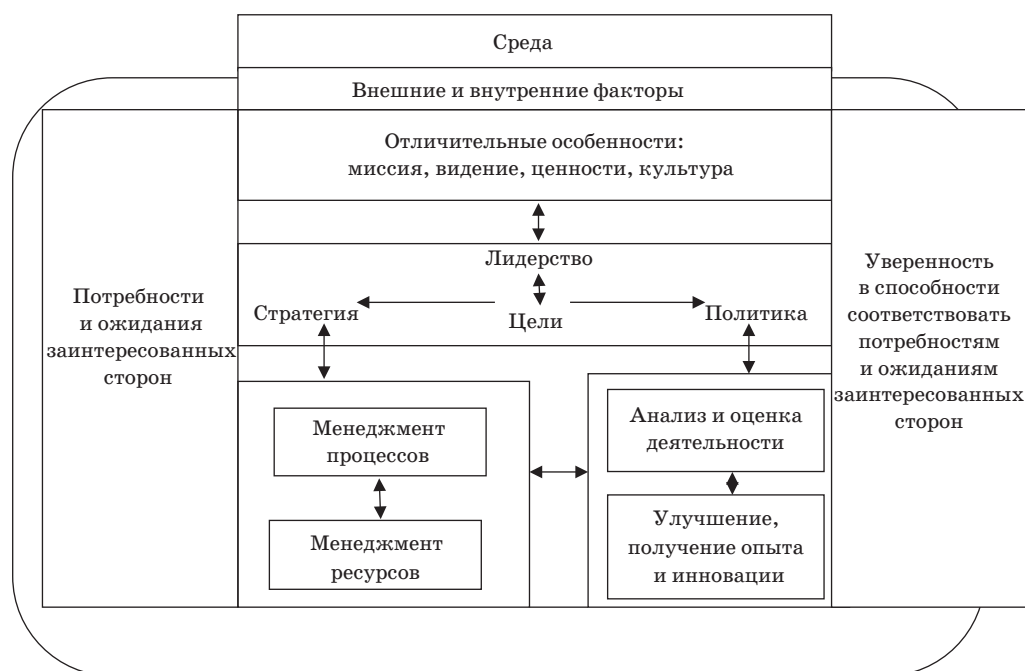 Среда
Внешние и внутренние факторы
Отличительные особенности:
миссия, видение, ценности, культура
Потребности
и ожидания
заинтересованных
сторон
Лидерство
Стратегия
Цели
Политика
Менеджмент
процессов
Менеджмент
ресурсов
Анализ и оценка
деятельности
Улучшение,
получение опыта
и инновации
Уверенность
в способности
соответствовать
потребностям
и ожиданиям
заинтересованных
сторон